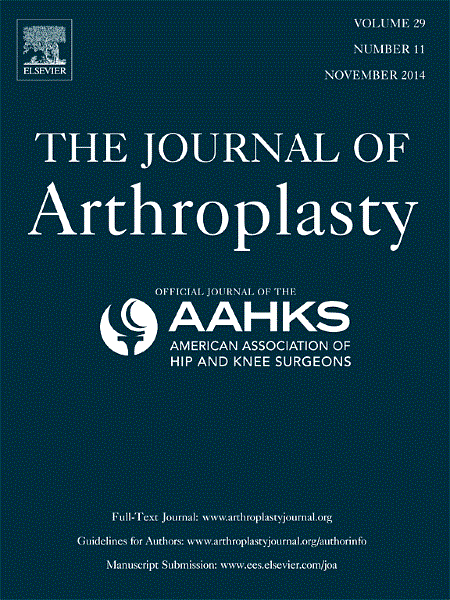 VOLUME 29
NUMBER 11
NOVEMBER 2014
ELSEVIER
THE JOURNAL OF
Arthroplasty
OFFICIAL JOURNAL OF THE
AAHKS
AMERICAN ASSOCIATION OF
HIP AND KNEE SURGEONS
Full-Text Journal: www.arthroplastyjournal.org
Guidelines for Authors: www.arthroplastyjournal.org/authorinfo
Manuscript Submission: www.ees.elsevier.com/joa